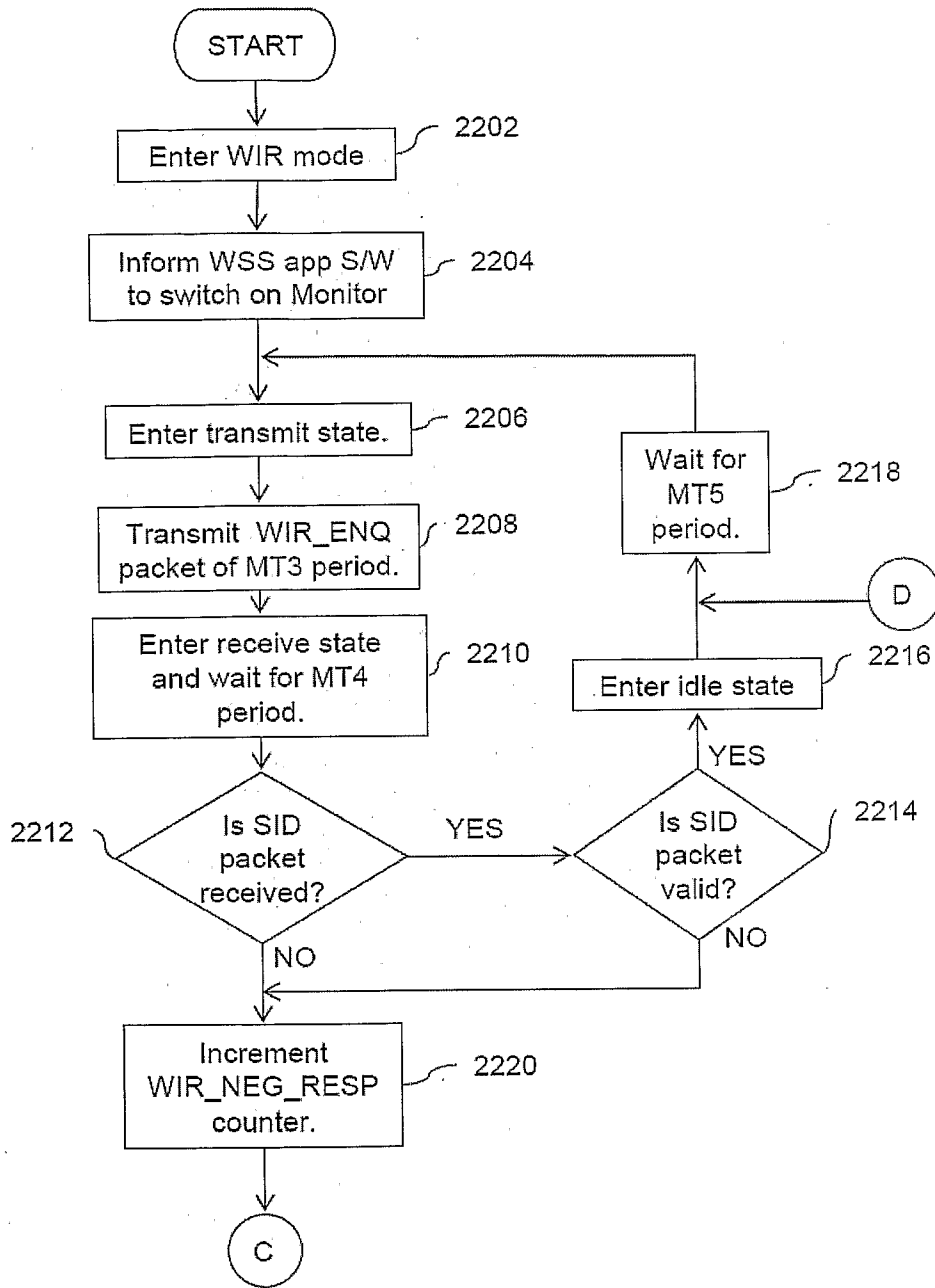 START
2202
Enter WIR mode
Inform WSS app S/W
to switch on Monitor
2204
Enter transmit state.
2206
Wait for
MT5
period.
2218
Transmit WIR_ENQ
packet of MT3 period.
2208
D
Enter receive state
and wait for MT4
period.
2210
Enter idle state
2216
YES
2212
Is SID
packet
received?
YES
Is SID
packet
valid?
2214
NO
NO
Increment
WIR_NEG_RESP
counter.
2220
C